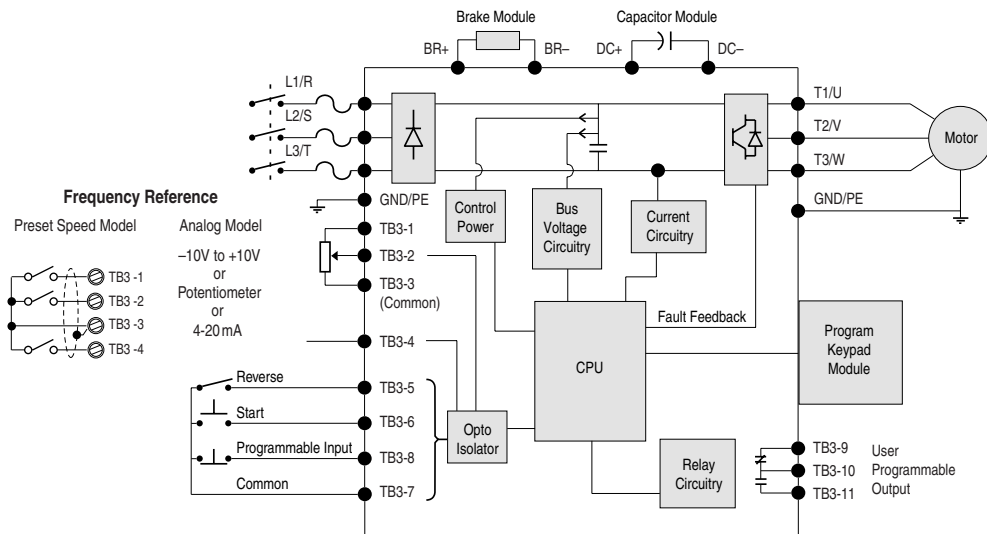 Brake Module
Capacitor Module
BR+
BR–
DC+
DC–
L1/R
L2/S
L3/T
T1/U
T2/V
T3/W
Motor
GND/PE
GND/PE
Frequency Reference
Preset Speed Model
Analog Model
–10V to +10V
or
Potentiometer
or
4-20mA
TB3-1
TB3-2
TB3-3
TB3-4
TB3-1
TB3-2
TB3-3
(Common)
TB3-4
Control
Power
Bus
Voltage
Circuitry
Current
Circuitry
Fault Feedback
CPU
Program
Keypad
Module
Reverse
TB3-5
Start
TB3-6
Programmable Input
TB3-8
Common
TB3-7
Opto
Isolator
Relay
Circuitry
TB3-9
TB3-10
TB3-11
User
Programmable
Output